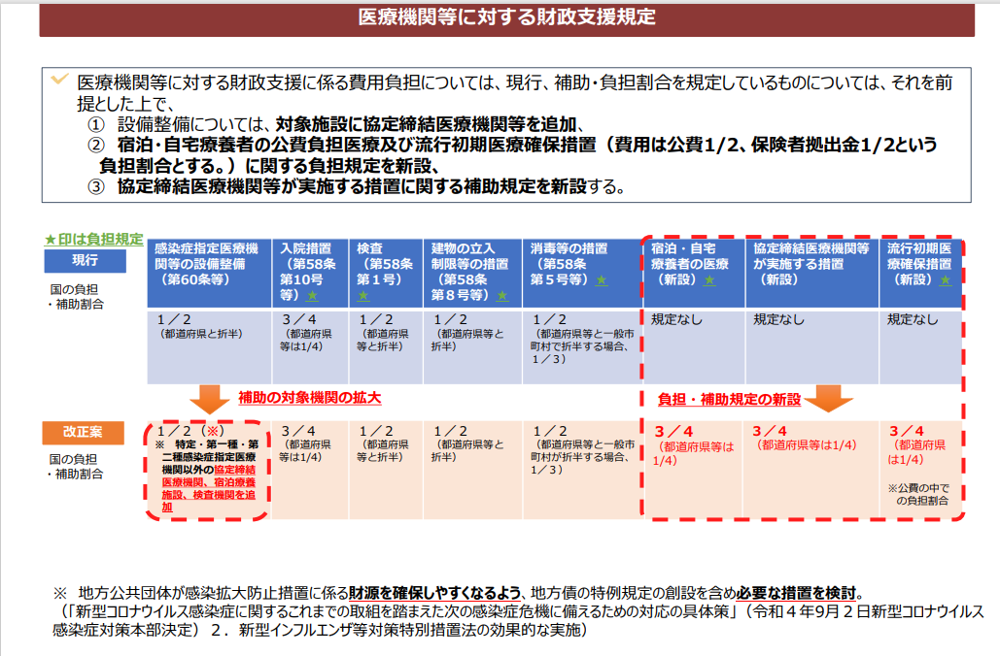 医療機関等に対する財政支援規定
医療機関等に対する財政支援に係る費用負担については、現行、補助・負担割合を規定しているものについては、それを前
提とした上で、
① 設備整備については、対象施設に協定締結医療機関等を追加、
② 宿泊・自宅療養者の公費負担医療及び流行初期医療確保措置（費用は公費1/2、保険者拠出金1/2という
負担割合とする。）に関する負担規定を新設、
③ 協定締結医療機関等が実施する措置に関する補助規定を新設する。
★印は負担規定
現行
国の負担
・補助割合
感染症指定医療機
関等の設備整備
（第60条等）
入院措置
（第58条
第10号
等）★
検査
（第58条
第１号）
★
建物の立入
制限等の措置
（第58条
第８号等）★
消毒等の措置
（第58条
第５号等）★
宿泊・自宅
療養者の医療
（新設）★
協定締結医療機関等
が実施する措置
（新設）
流行初期医
療確保措置
（新設）★
１／２
（都道府県と折半）
３／４
（都道府県
等は1/4）
１／２
（都道府県
等と折半）
１／２
（都道府県等と
折半）
１／２
（都道府県等と一般市
町村で折半する場合、
１／３）
規定なし
規定なし
規定なし
補助の対象機関の拡大
負担・補助規定の新設
改正案
国の負担
・補助割合
１／２（※）
※ 特定・第一種・第
二種感染症指定医療
機関以外の協定締結
医療機関、宿泊療養
施設、検査機関を追
加
３／４
（都道府県
等は1/4）
１／２
（都道府県
等と折半）
１／２
（都道府県等と
折半）
１／２
（都道府県等と一般市
町村が折半する場合、
１／３）
３／４
（都道府県等は
1/4）
３／４
（都道府県等は1/4）
３／４
（都道府県
は1/4）
※公費の中で
の負担割合
※ 地方公共団体が感染拡大防止措置に係る財源を確保しやすくなるよう、地方債の特例規定の創設を含め必要な措置を検討。
（「新型コロナウイルス感染症に関するこれまでの取組を踏まえた次の感染症危機に備えるための対応の具体策」（令和４年９月２日新型コロナウイルス
感染症対策本部決定）２．新型インフルエンザ等対策特別措置法の効果的な実施）